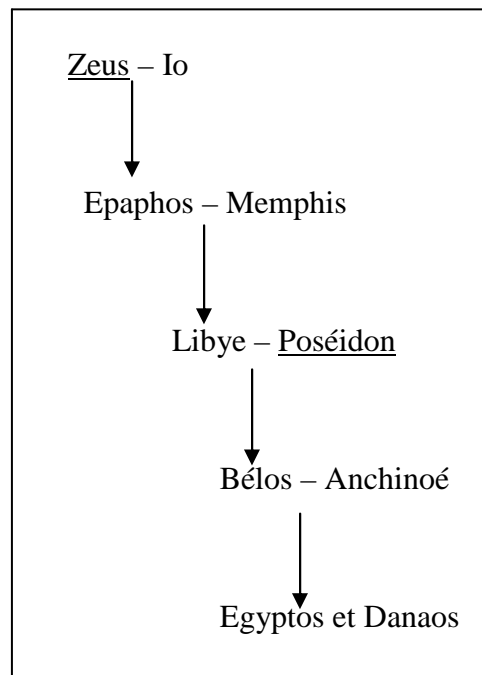 Zeus – Io
Epaphos – Memphis
Libye – Poséidon
Bélos – Anchinoé
Egyptos et Danaos